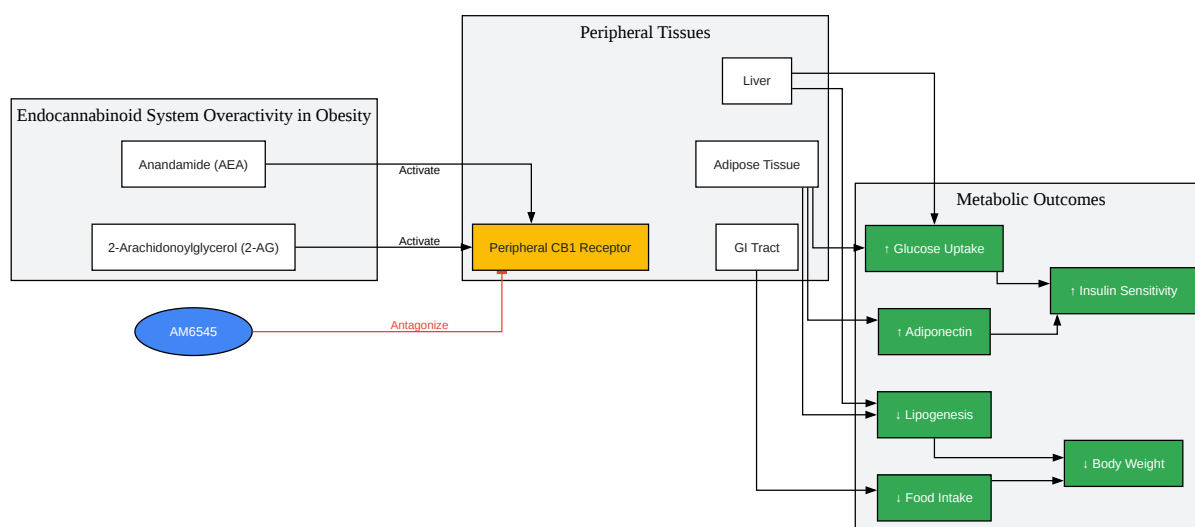 Peripheral Tissues
Liver
Endocannabinoid System Overactivity in Obesity
Anandamide (AEA)
Activate
Adipose Tissue
2-Arachidonoylglycerol (2-AG)
Activate
Peripheral CB1 Receptor
GI Tract
AM6545
Antagonize
Metabolic Outcomes
↑ Glucose Uptake
↑ Insulin Sensitivity
↑ Adiponectin
↓ Lipogenesis
↓ Body Weight
↓ Food Intake